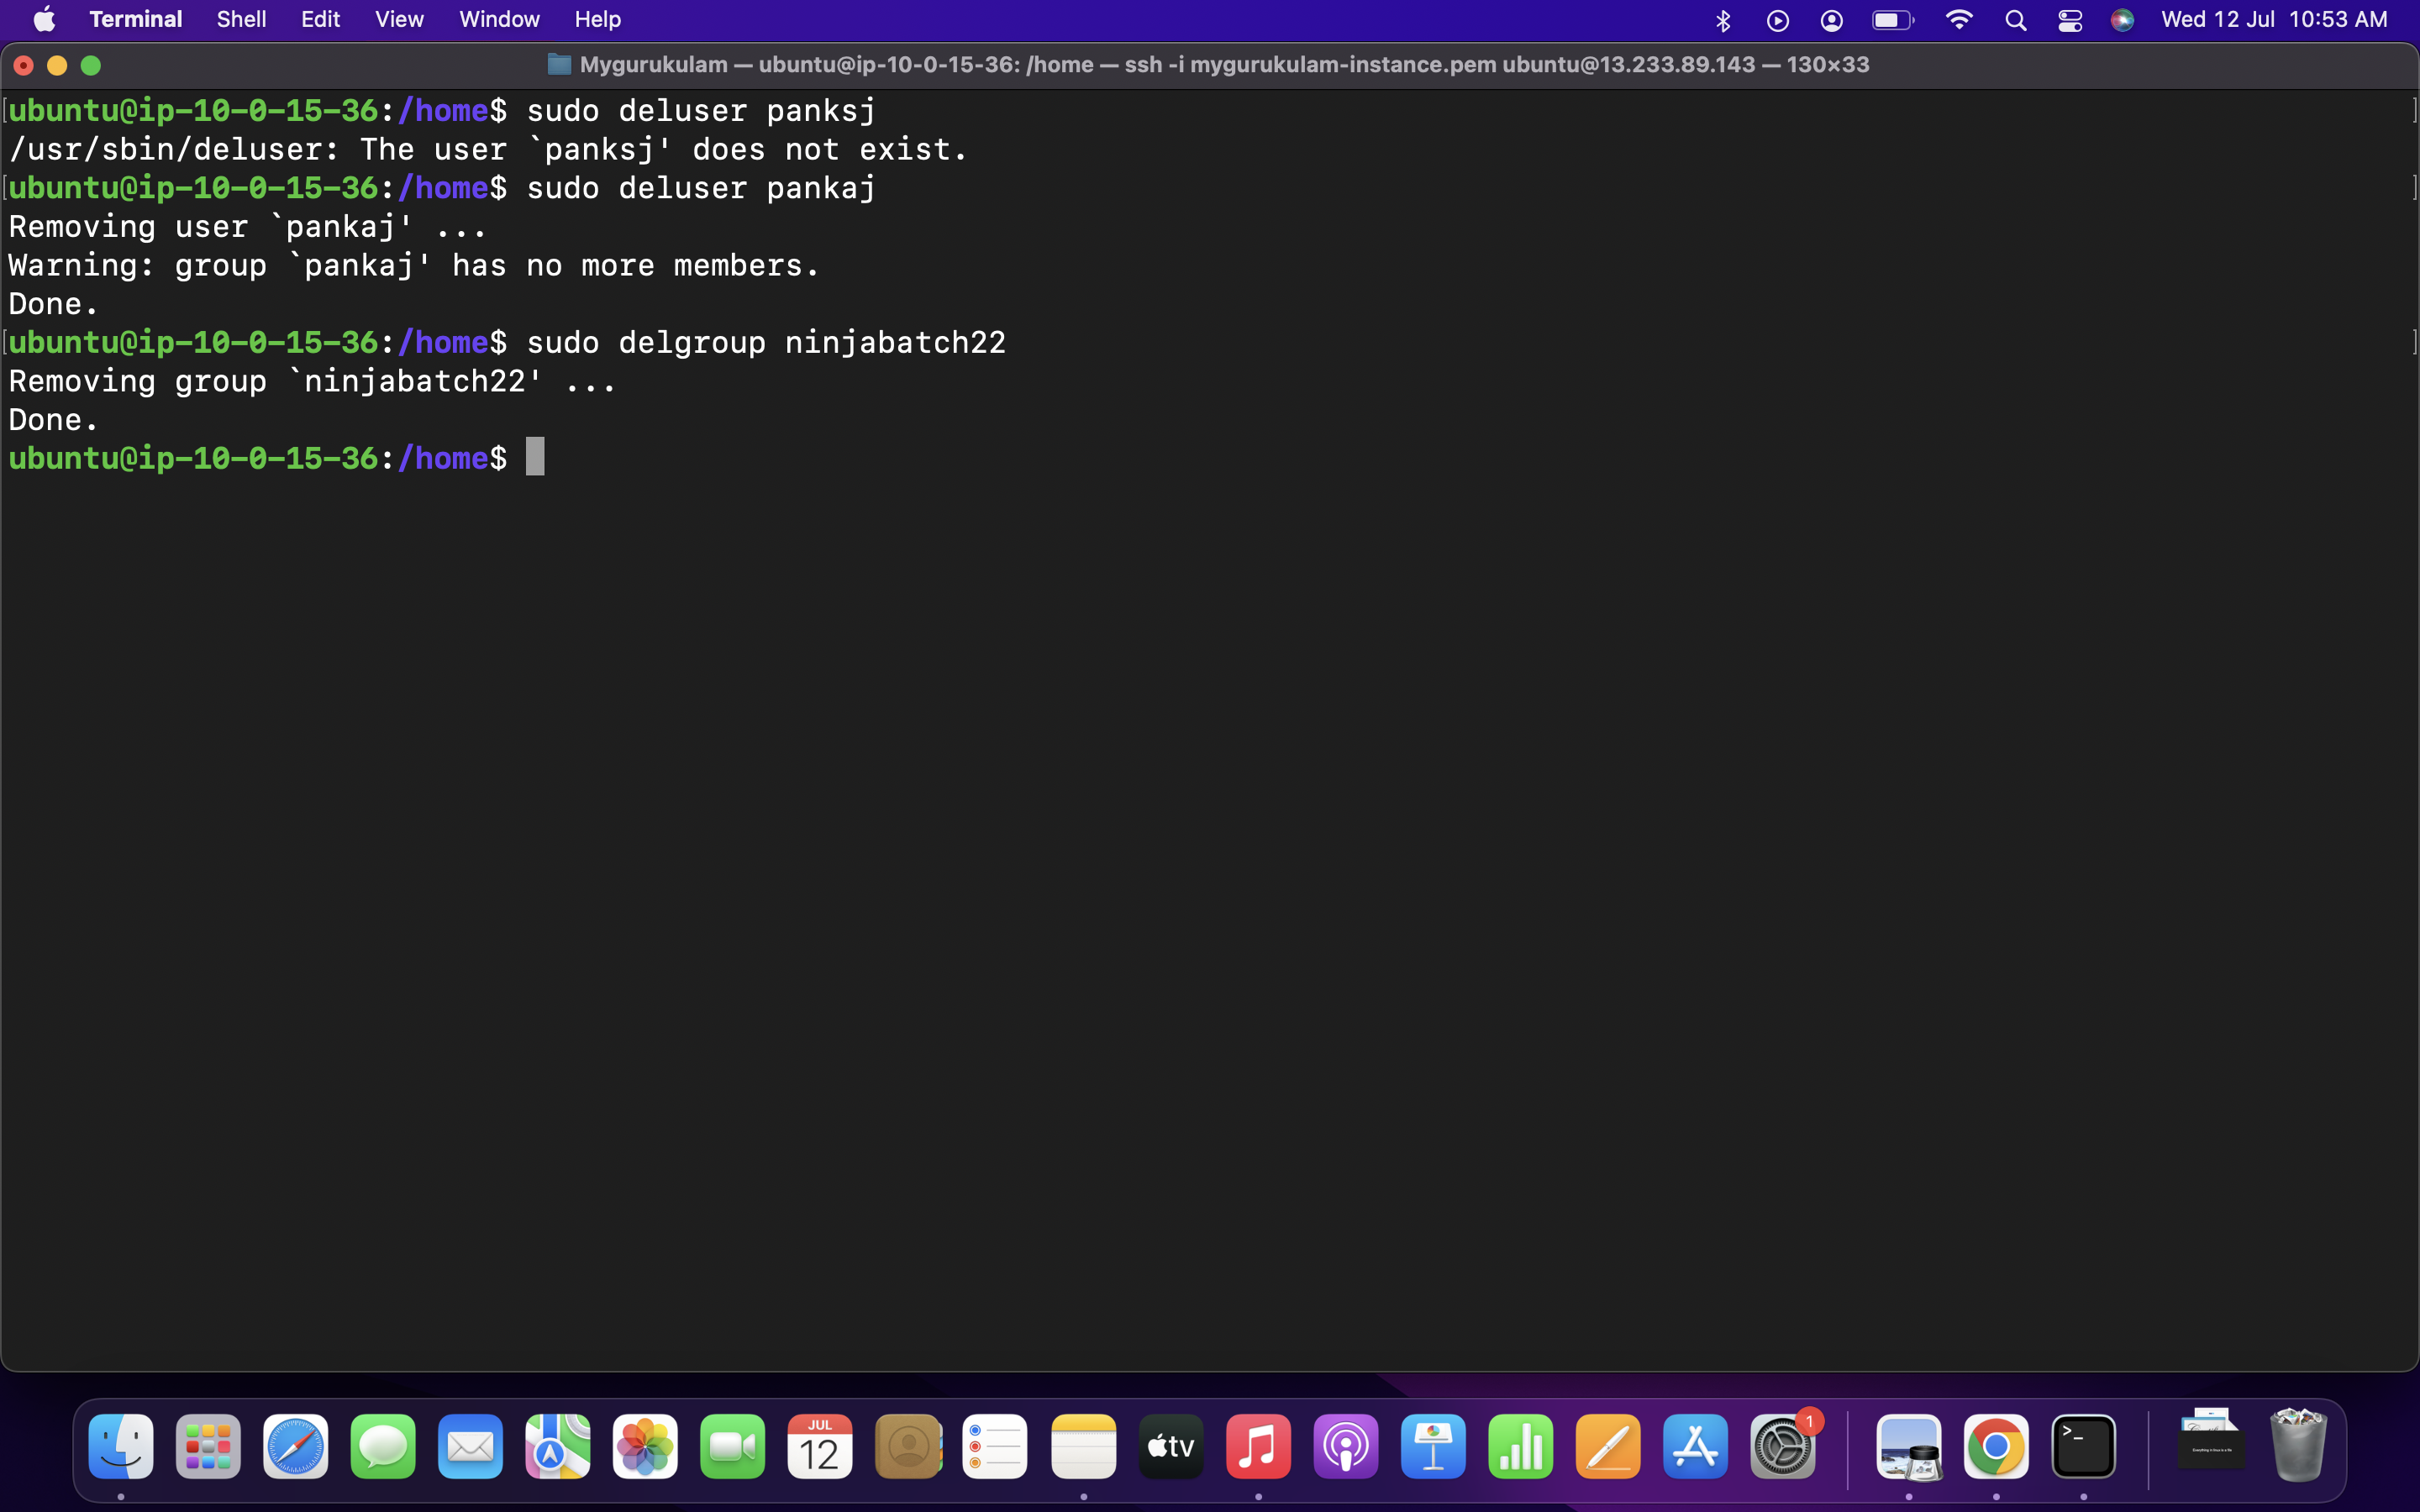 Terminal Shell Edit View Window Help Wed 12 Jul 10:53 AM
Mygurukulam — ubuntu@ip-10-0-15-36: /home — ssh -i mygurukulam-instance.pem ubuntu@13.233.89.143 — 130×33
ubuntu@ip-10-0-15-36:/home$ sudo deluser panksj
/usr/sbin/deluser: The user `panksj' does not exist.
ubuntu@ip-10-0-15-36:/home$ sudo deluser pankaj
Removing user `pankaj' ...
Warning: group `pankaj' has no more members.
Done.
ubuntu@ip-10-0-15-36:/home$ sudo delgroup ninjabatch22
Removing group `ninjabatch22' ...
Done.
ubuntu@ip-10-0-15-36:/home$
JUL
12
tv
1
>_